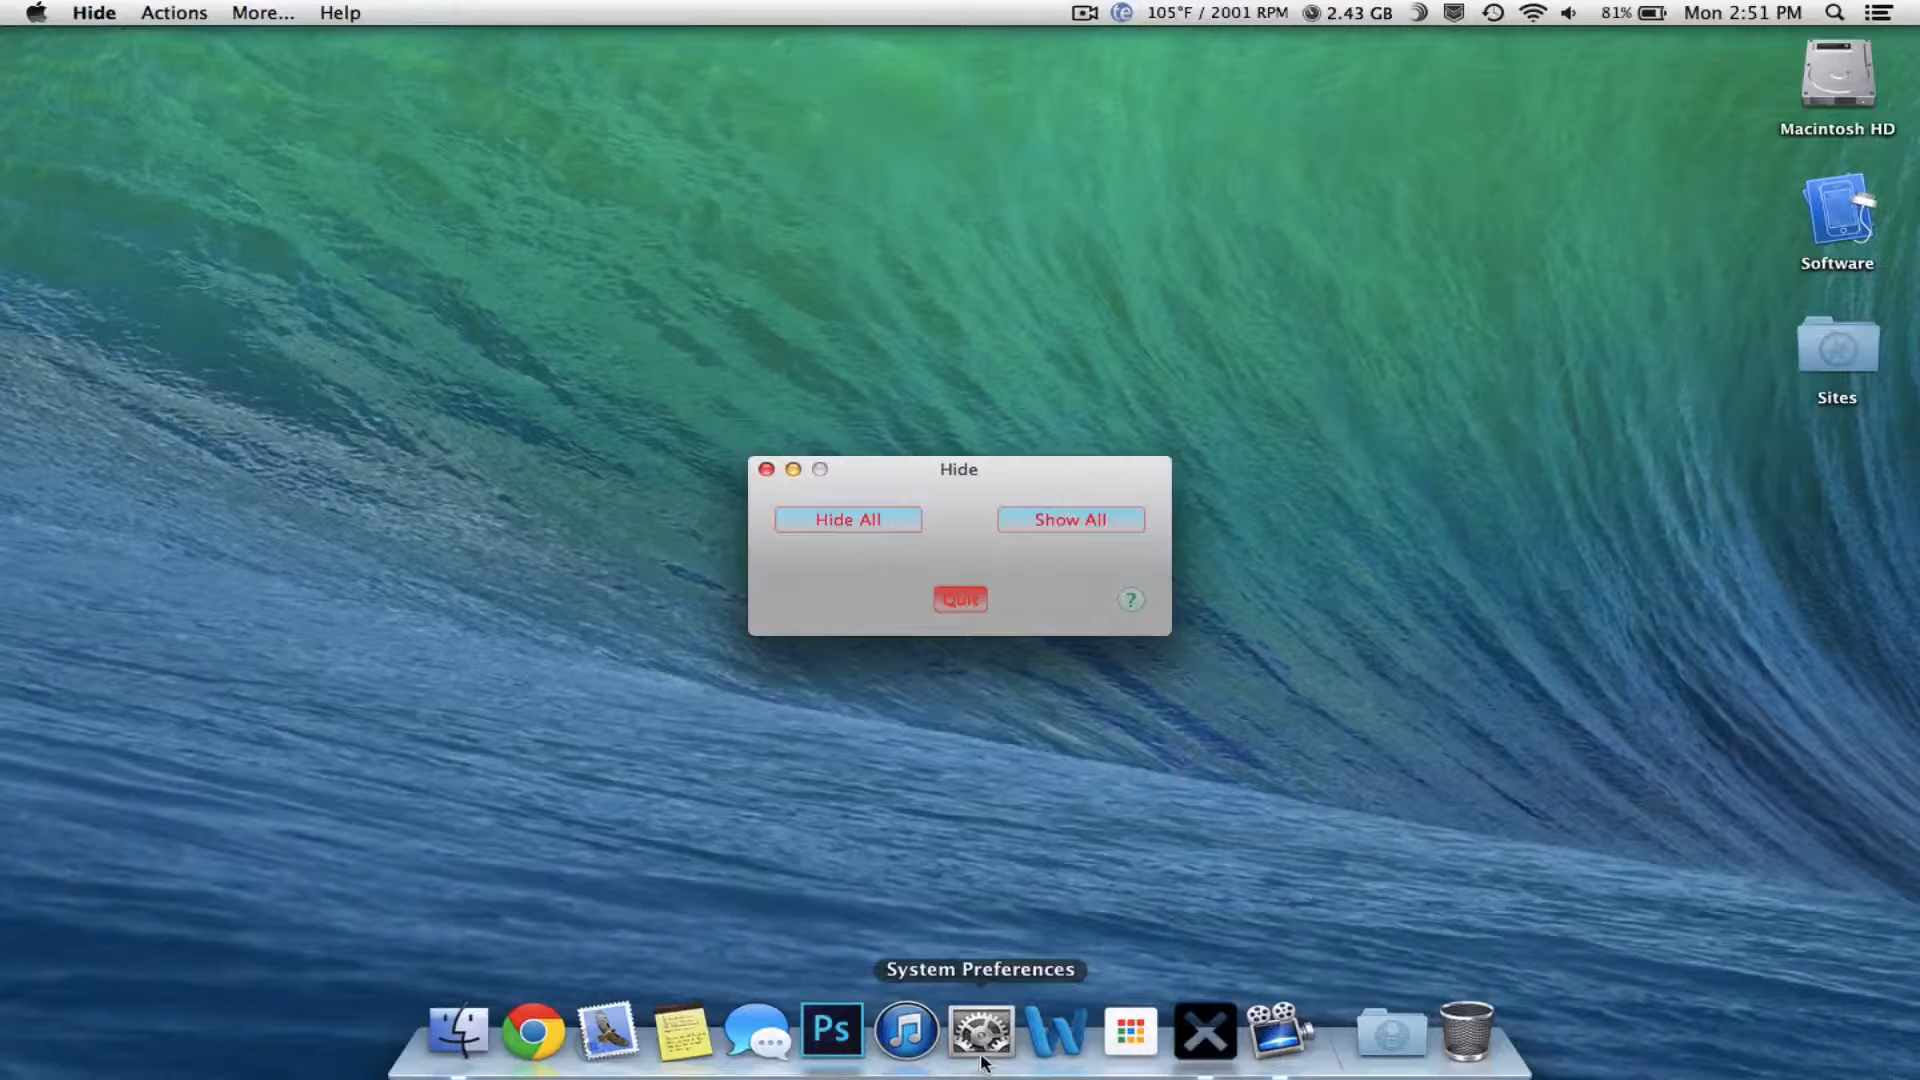 Hide Actions More... Help 105°F / 2001 RPM 2.43 GB 81% Mon 2:51 PM
Macintosh HD
Software
Sites
Hide
Hide All Show All
Quit ?
System Preferences
Ps